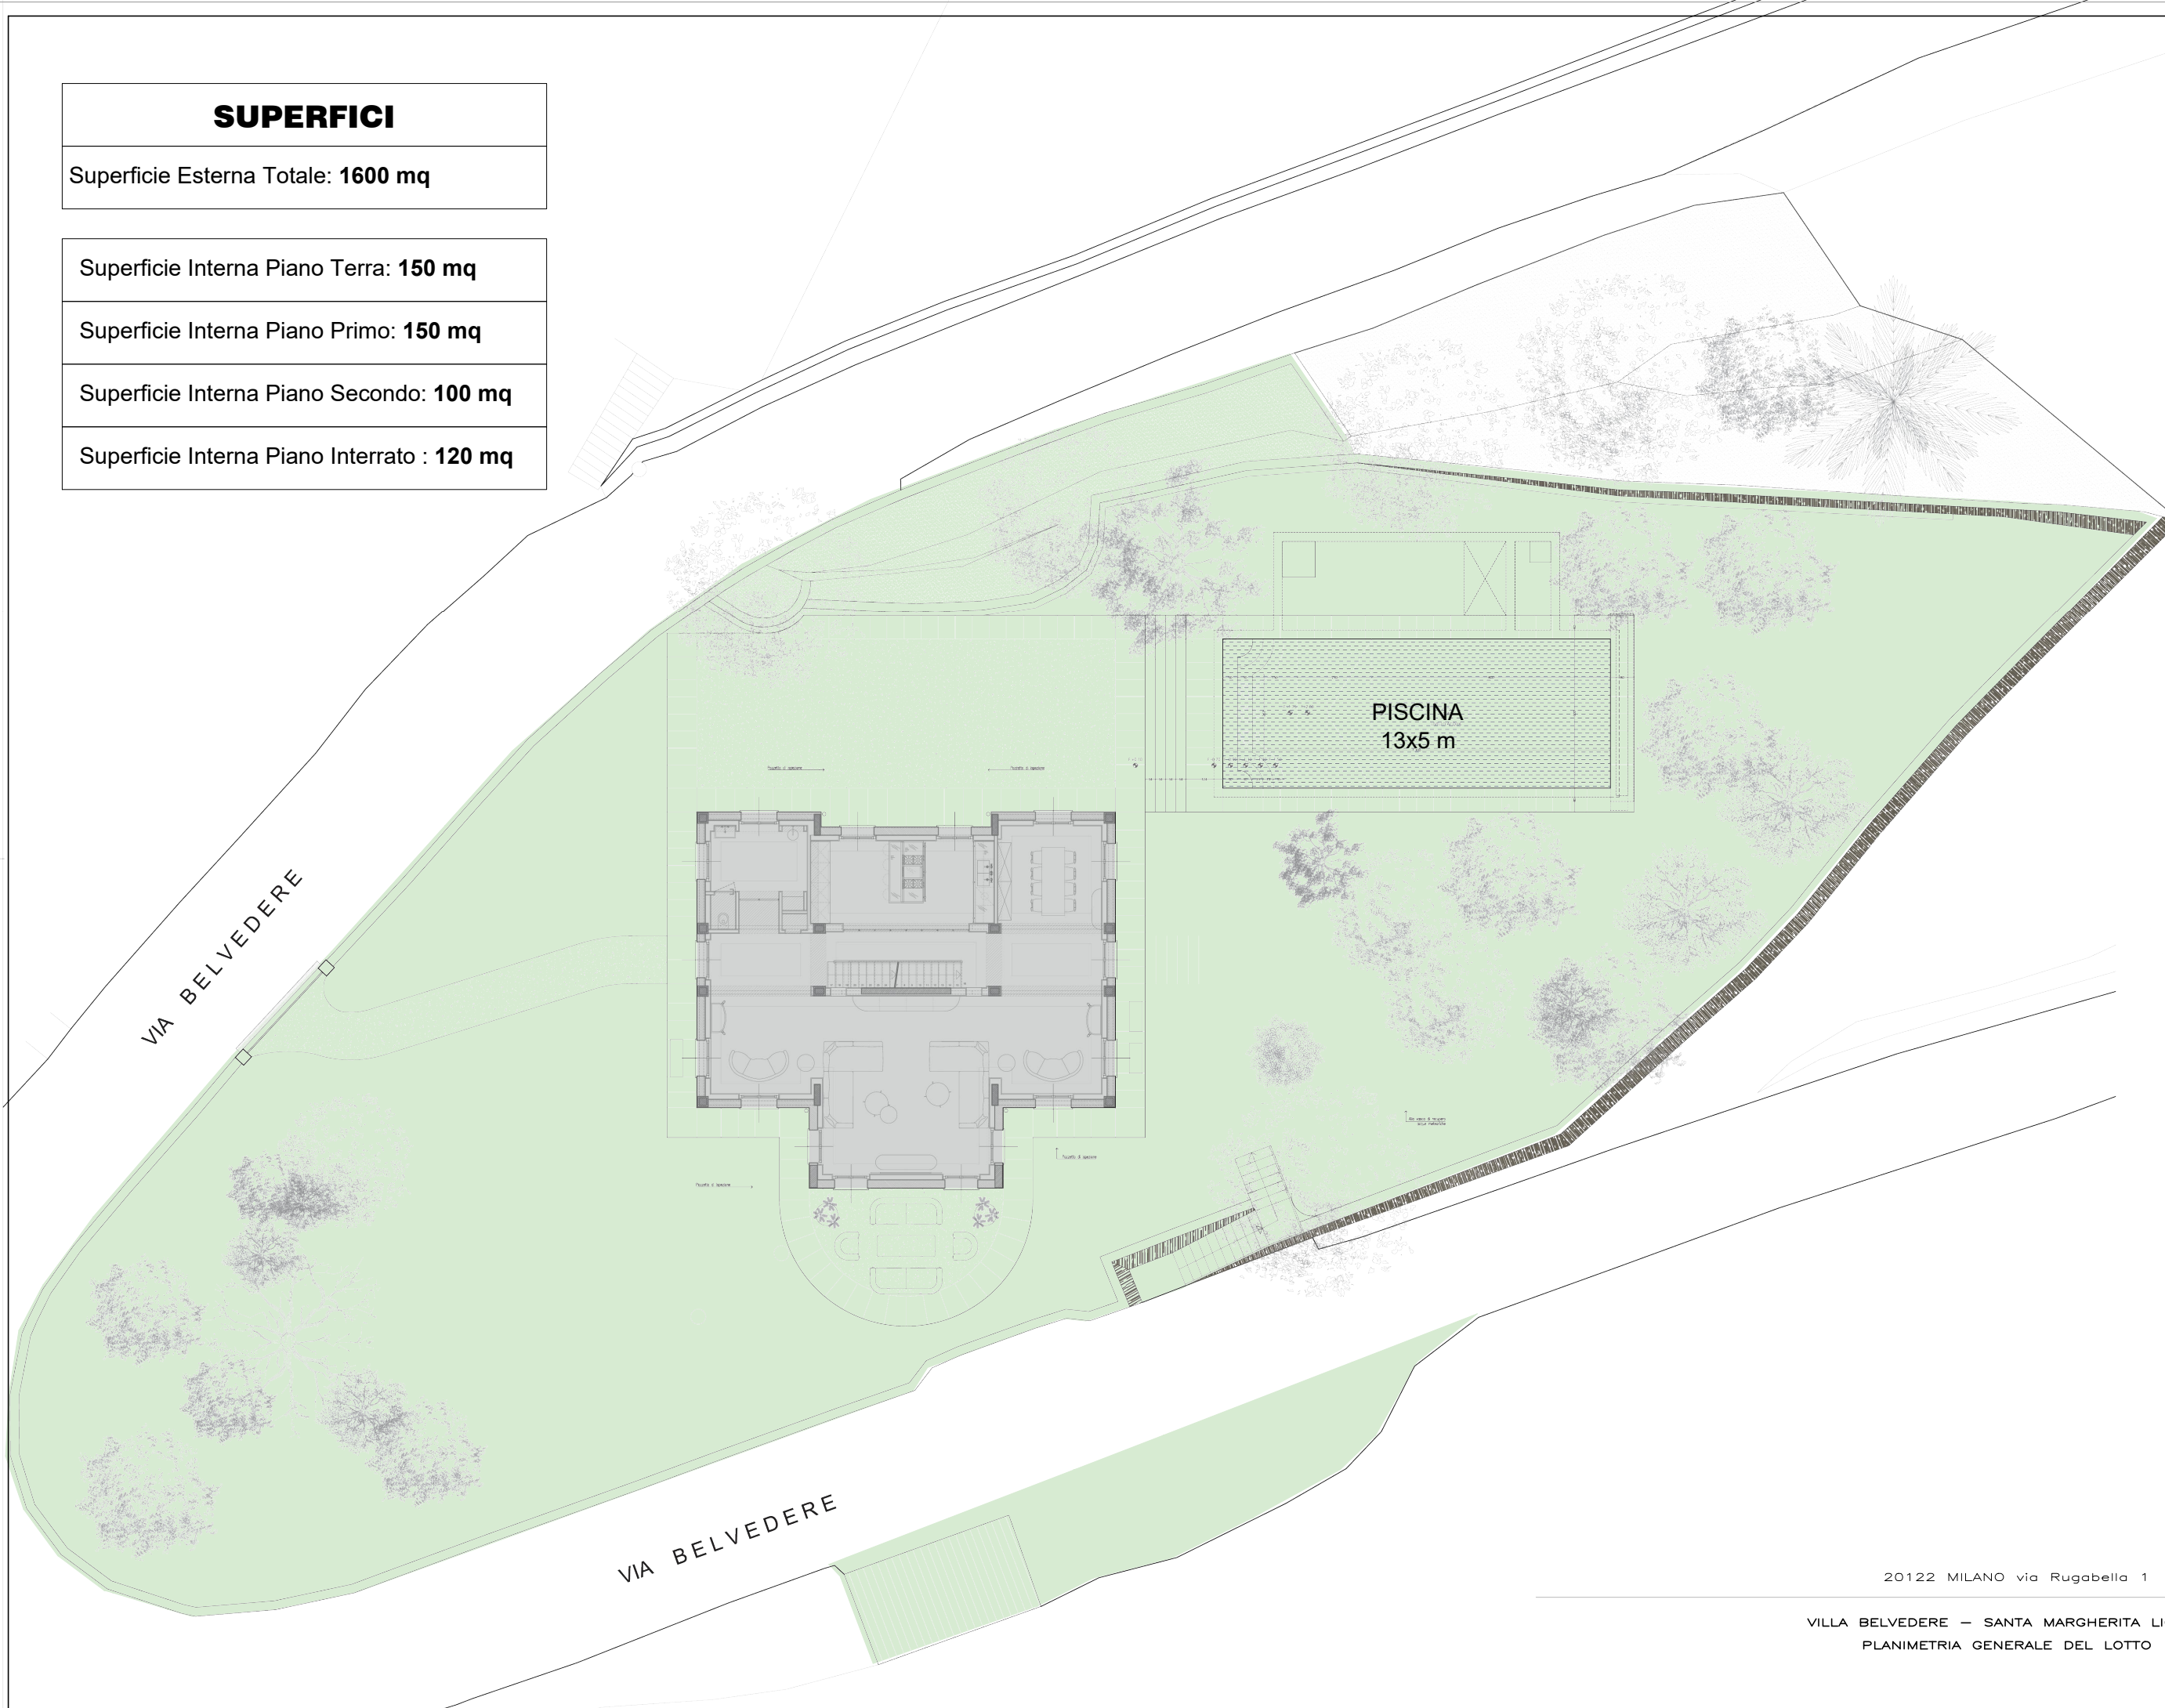 SUPERFICI
Superficie Esterna Totale: 1600 mq
Superficie Interna Piano Terra: 150 mq
Superficie Interna Piano Primo: 150 mq
Superficie Interna Piano Secondo: 100 mq
Superficie Interna Piano Interrato : 120 mq
PISCINA
13x5 m
VIA BELVEDERE
VIA BELVEDERE
20122 MILANO via Rugabella 1
VILLA BELVEDERE – SANTA MARGHERITA LI
PLANIMETRIA GENERALE DEL LOTTO